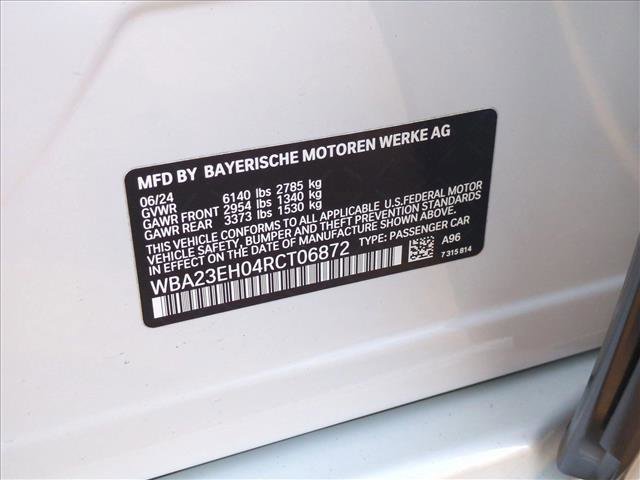 MFD BY BAYERISCHE MOTOREN WERKE AG
06/24
GVWR 6140 lbs 2785 kg
GAWR FRONT 2954 lbs 1340 kg
GAWR REAR 3373 lbs 1530 kg
THIS VEHICLE CONFORMS TO ALL APPLICABLE U.S.FEDERAL MOTOR
VEHICLE SAFETY, BUMPER AND THEFT PREVENTION STANDARDS
IN EFFECT ON THE DATE OF MANUFACTURE SHOWN ABOVE.
WBA23EH04RCT06872 TYPE: PASSENGER CAR
A96
7 315 814